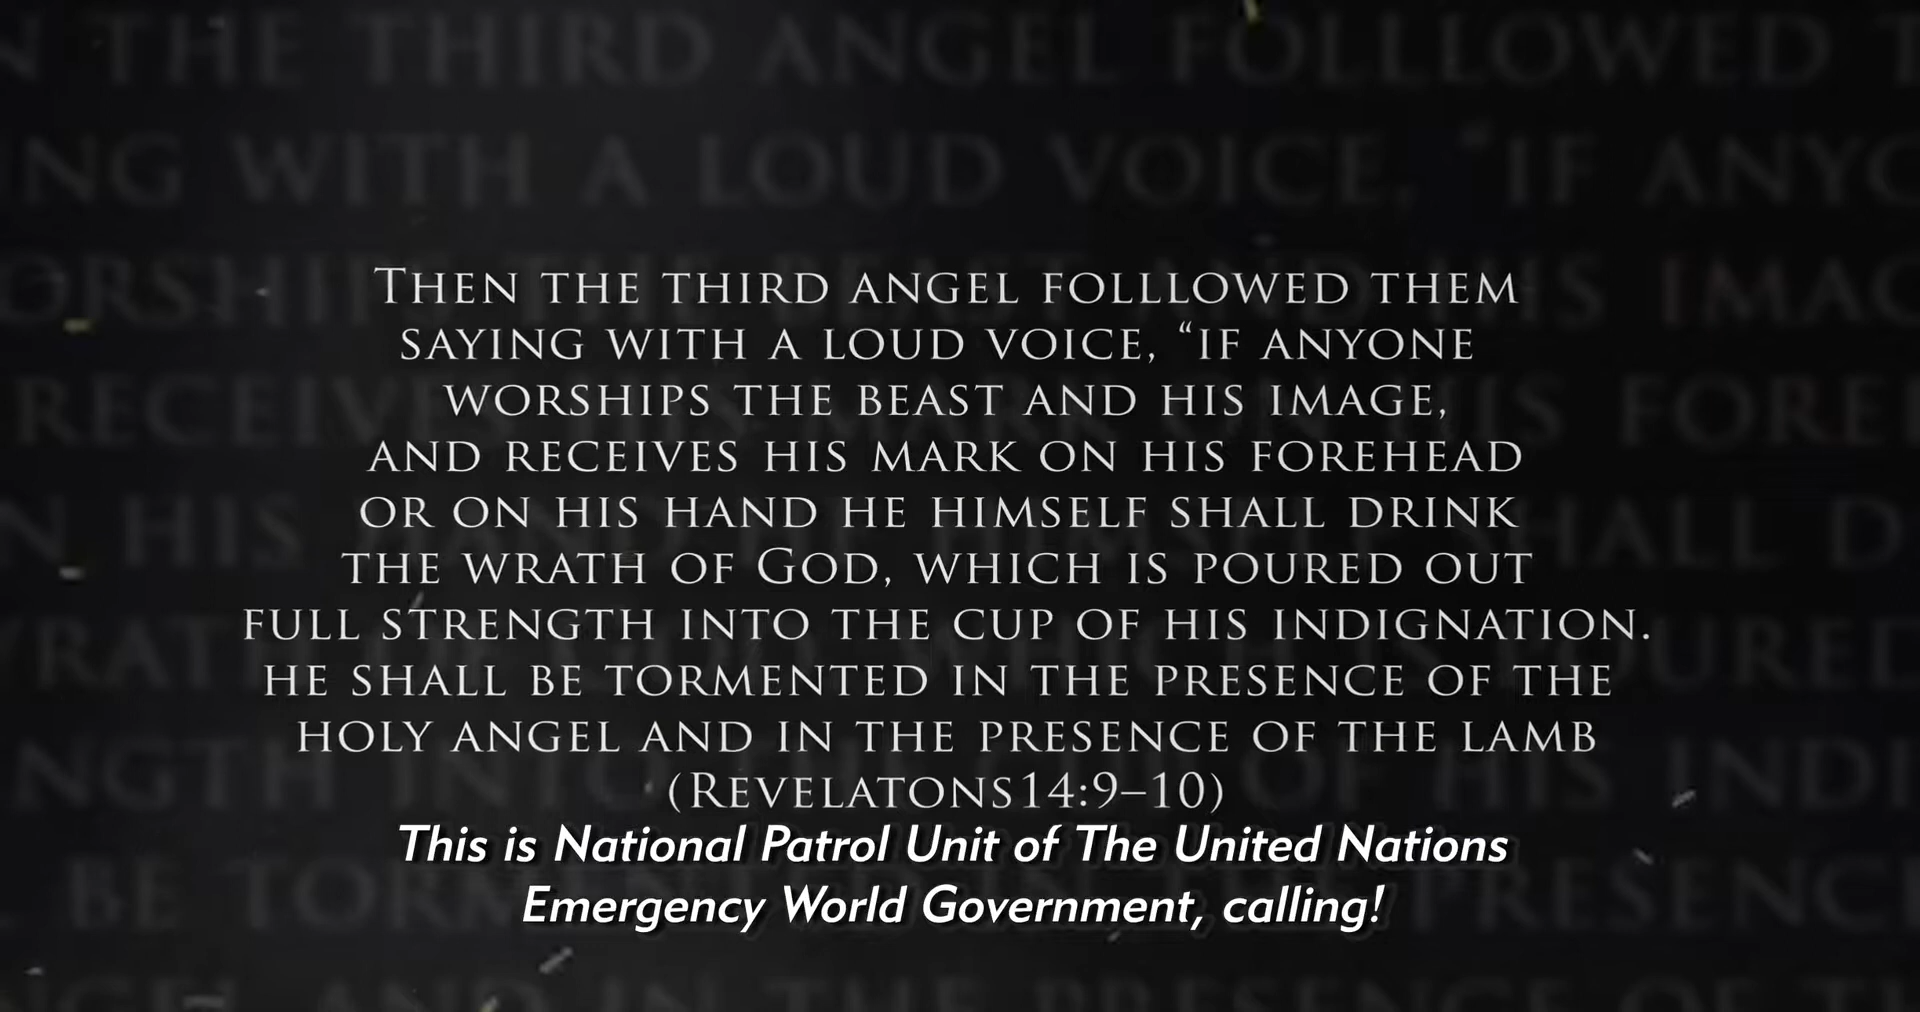 Then the third angel folllowed them
saying with a loud voice, “if anyone
worships the beast and his image,
and receives his mark on his forehead
or on his hand he himself shall drink
the wrath of God, which is poured out
full strength into the cup of his indignation.
he shall be tormented in the presence of the
holy angel and in the presence of the lamb
(Revelatons14:9–10)
This is National Patrol Unit of The United Nations
Emergency World Government, calling!